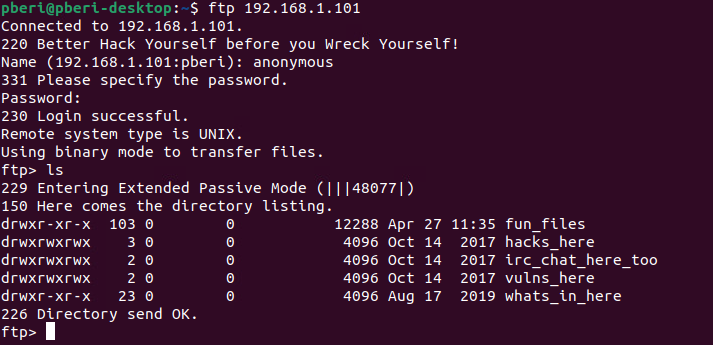 pberi@pberi-desktop:~$ ftp 192.168.1.101
Connected to 192.168.1.101.
220 Better Hack Yourself before you Wreck Yourself!
Name (192.168.1.101:pberi): anonymous
331 Please specify the password.
Password:
230 Login successful.
Remote system type is UNIX.
Using binary mode to transfer files.
ftp> ls
229 Entering Extended Passive Mode (|||48077|)
150 Here comes the directory listing.
drwxr-xr-x  103 0        0           12288 Apr 27 11:35 fun_files
drwxrwxrwx    3 0        0            4096 Oct 14  2017 hacks_here
drwxrwxrwx    2 0        0            4096 Oct 14  2017 irc_chat_here_too
drwxrwxrwx    2 0        0            4096 Oct 14  2017 vulns_here
drwxr-xr-x   23 0        0            4096 Aug 17  2019 whats_in_here
226 Directory send OK.
ftp>